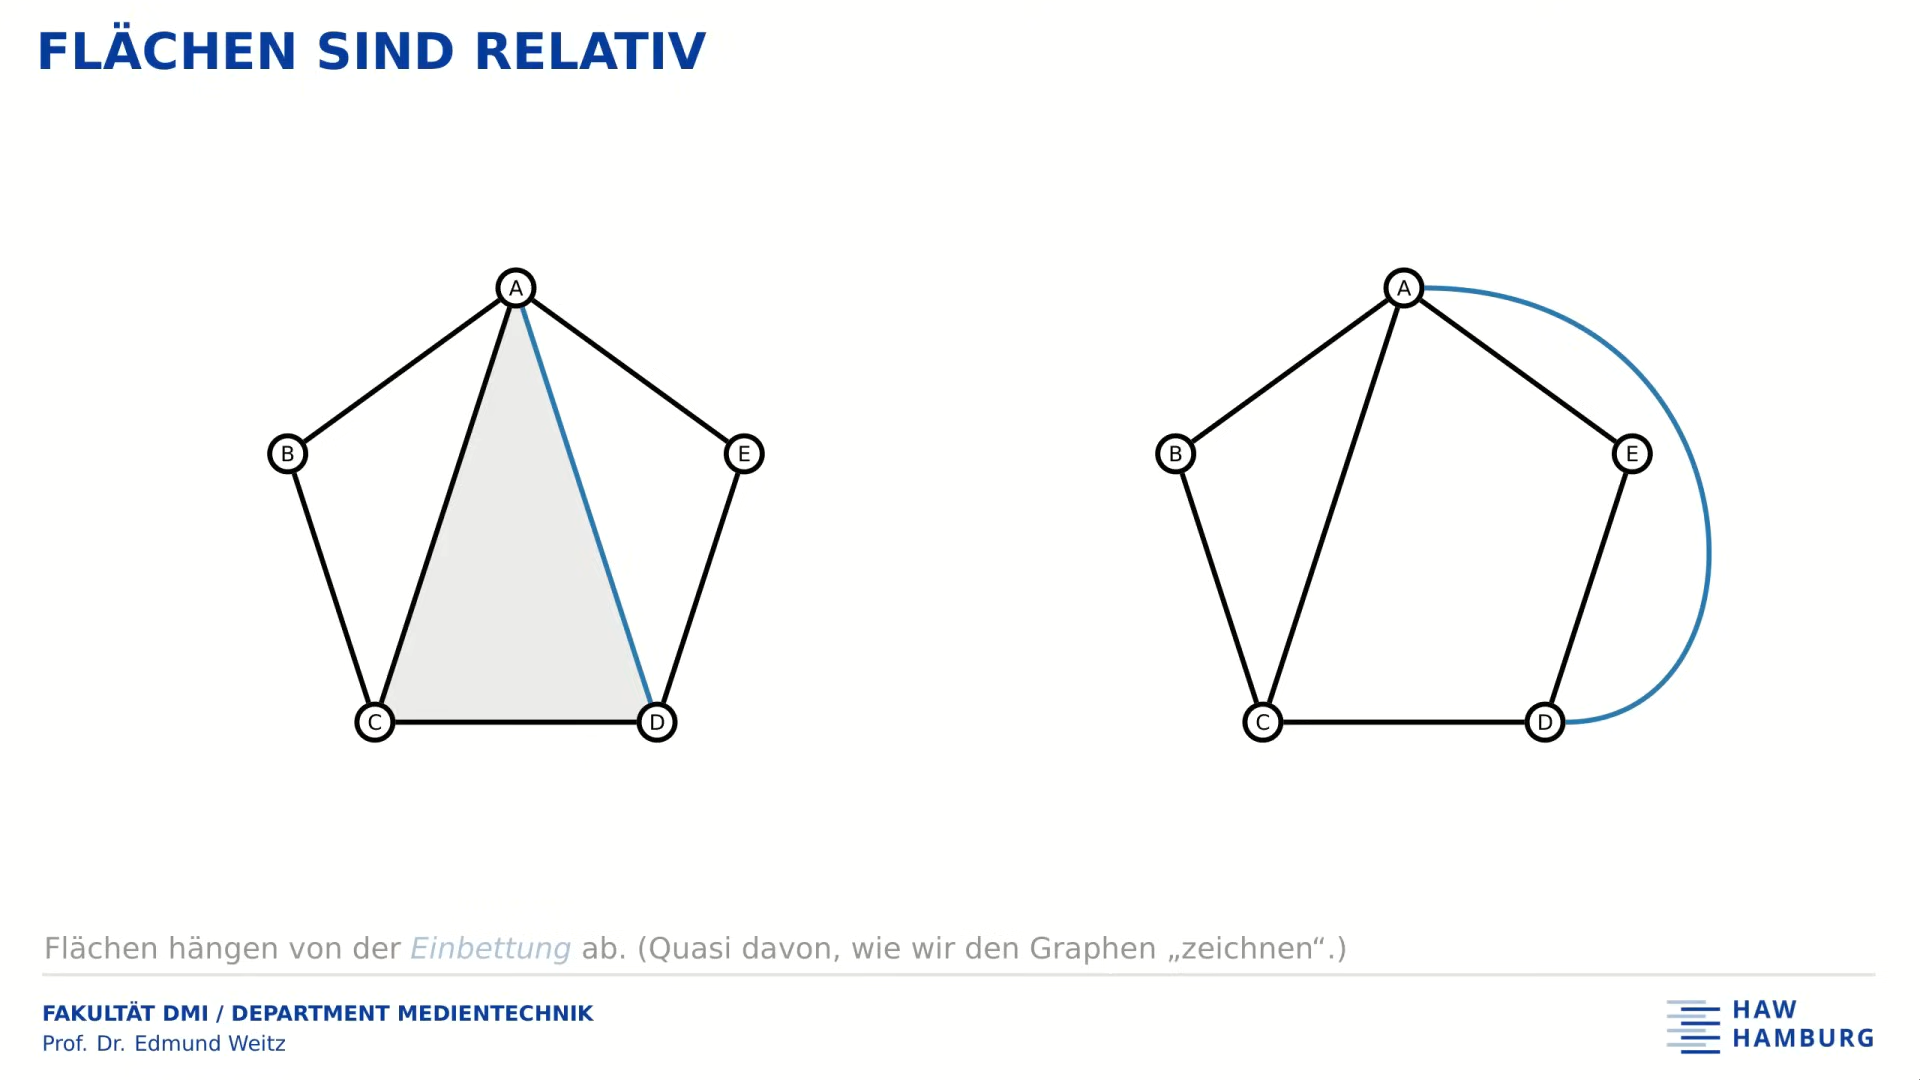 FLÄCHEN SIND RELATIV
A
B
E
C
D
A
B
E
C
D
Flächen hängen von der Einbettung ab. (Quasi davon, wie wir den Graphen „zeichnen“.)
FAKULTÄT DMI / DEPARTMENT MEDIENTECHNIK
Prof. Dr. Edmund Weitz
HAW
HAMBURG